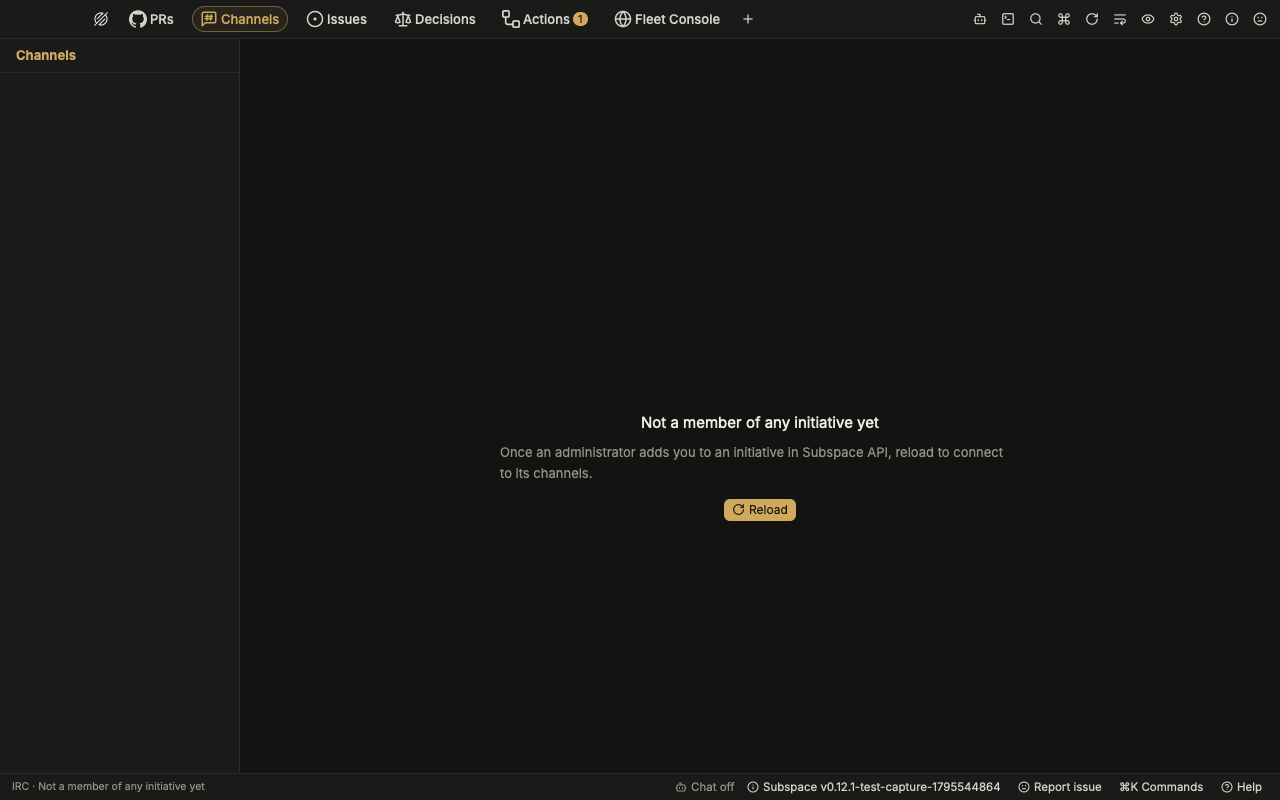 PRs
Channels
Issues
Decisions
Actions 1
Fleet Console
Channels
Not a member of any initiative yet
Once an administrator adds you to an initiative in Subspace API, reload to connect
to its channels.
Reload
IRC · Not a member of any initiative yet
Chat off
Subspace v0.12.1-test-capture-1795544864
Report issue
⌘K Commands
Help